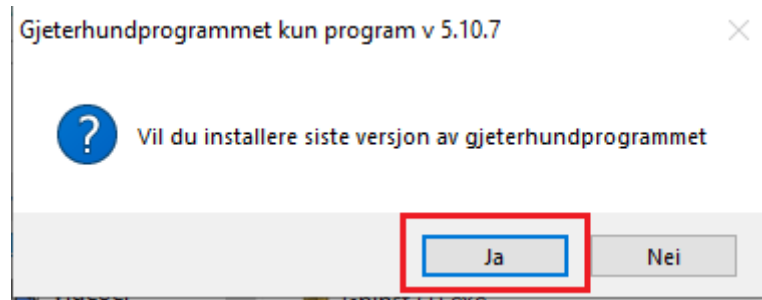 Gjeterhundprogrammet kun program v 5.10.7
Vil du installere siste versjon av gjeterhundprogrammet
Ja
Nei